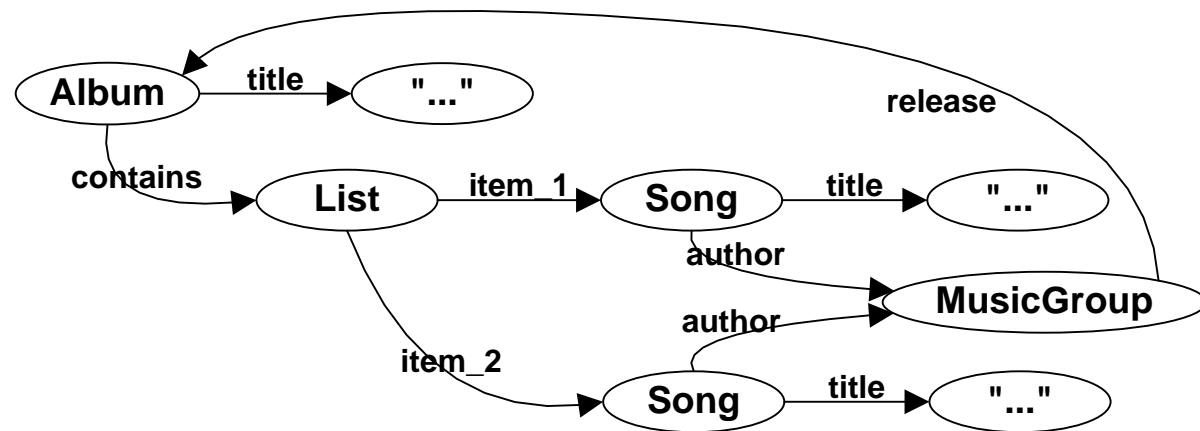 Album
title
"..."
release
contains
List
item_1
Song
title
"..."
author
MusicGroup
author
item_2
Song
title
"..."